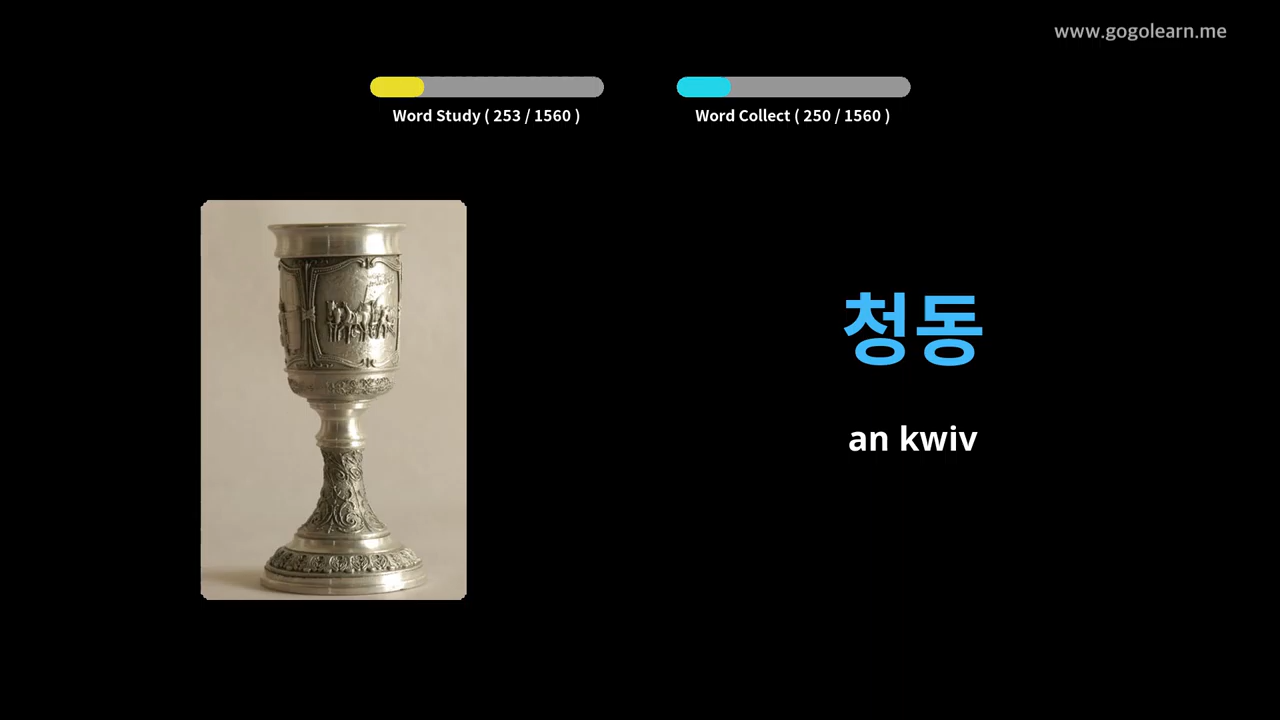 www.gogolearn.me
Word Study ( 253 / 1560 )
Word Collect ( 250 / 1560 )
청동
an kwiv